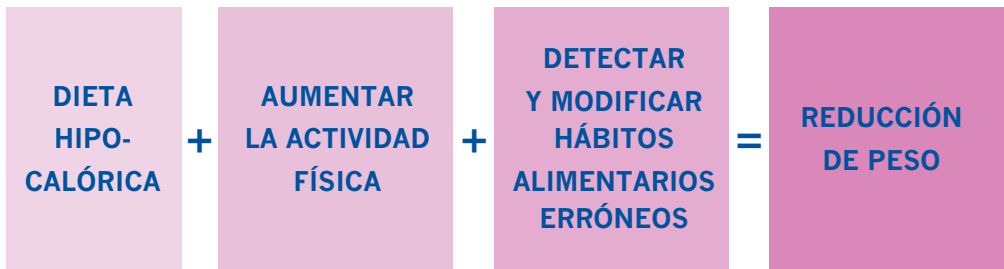 DIETA
HIPO-
CALÓRICA
+
AUMENTAR
LA ACTIVIDAD
FÍSICA
+
DETECTAR
Y MODIFICAR
HÁBITOS
ALIMENTARIOS
ERRÓNEOS
=
REDUCCIÓN
DE PESO